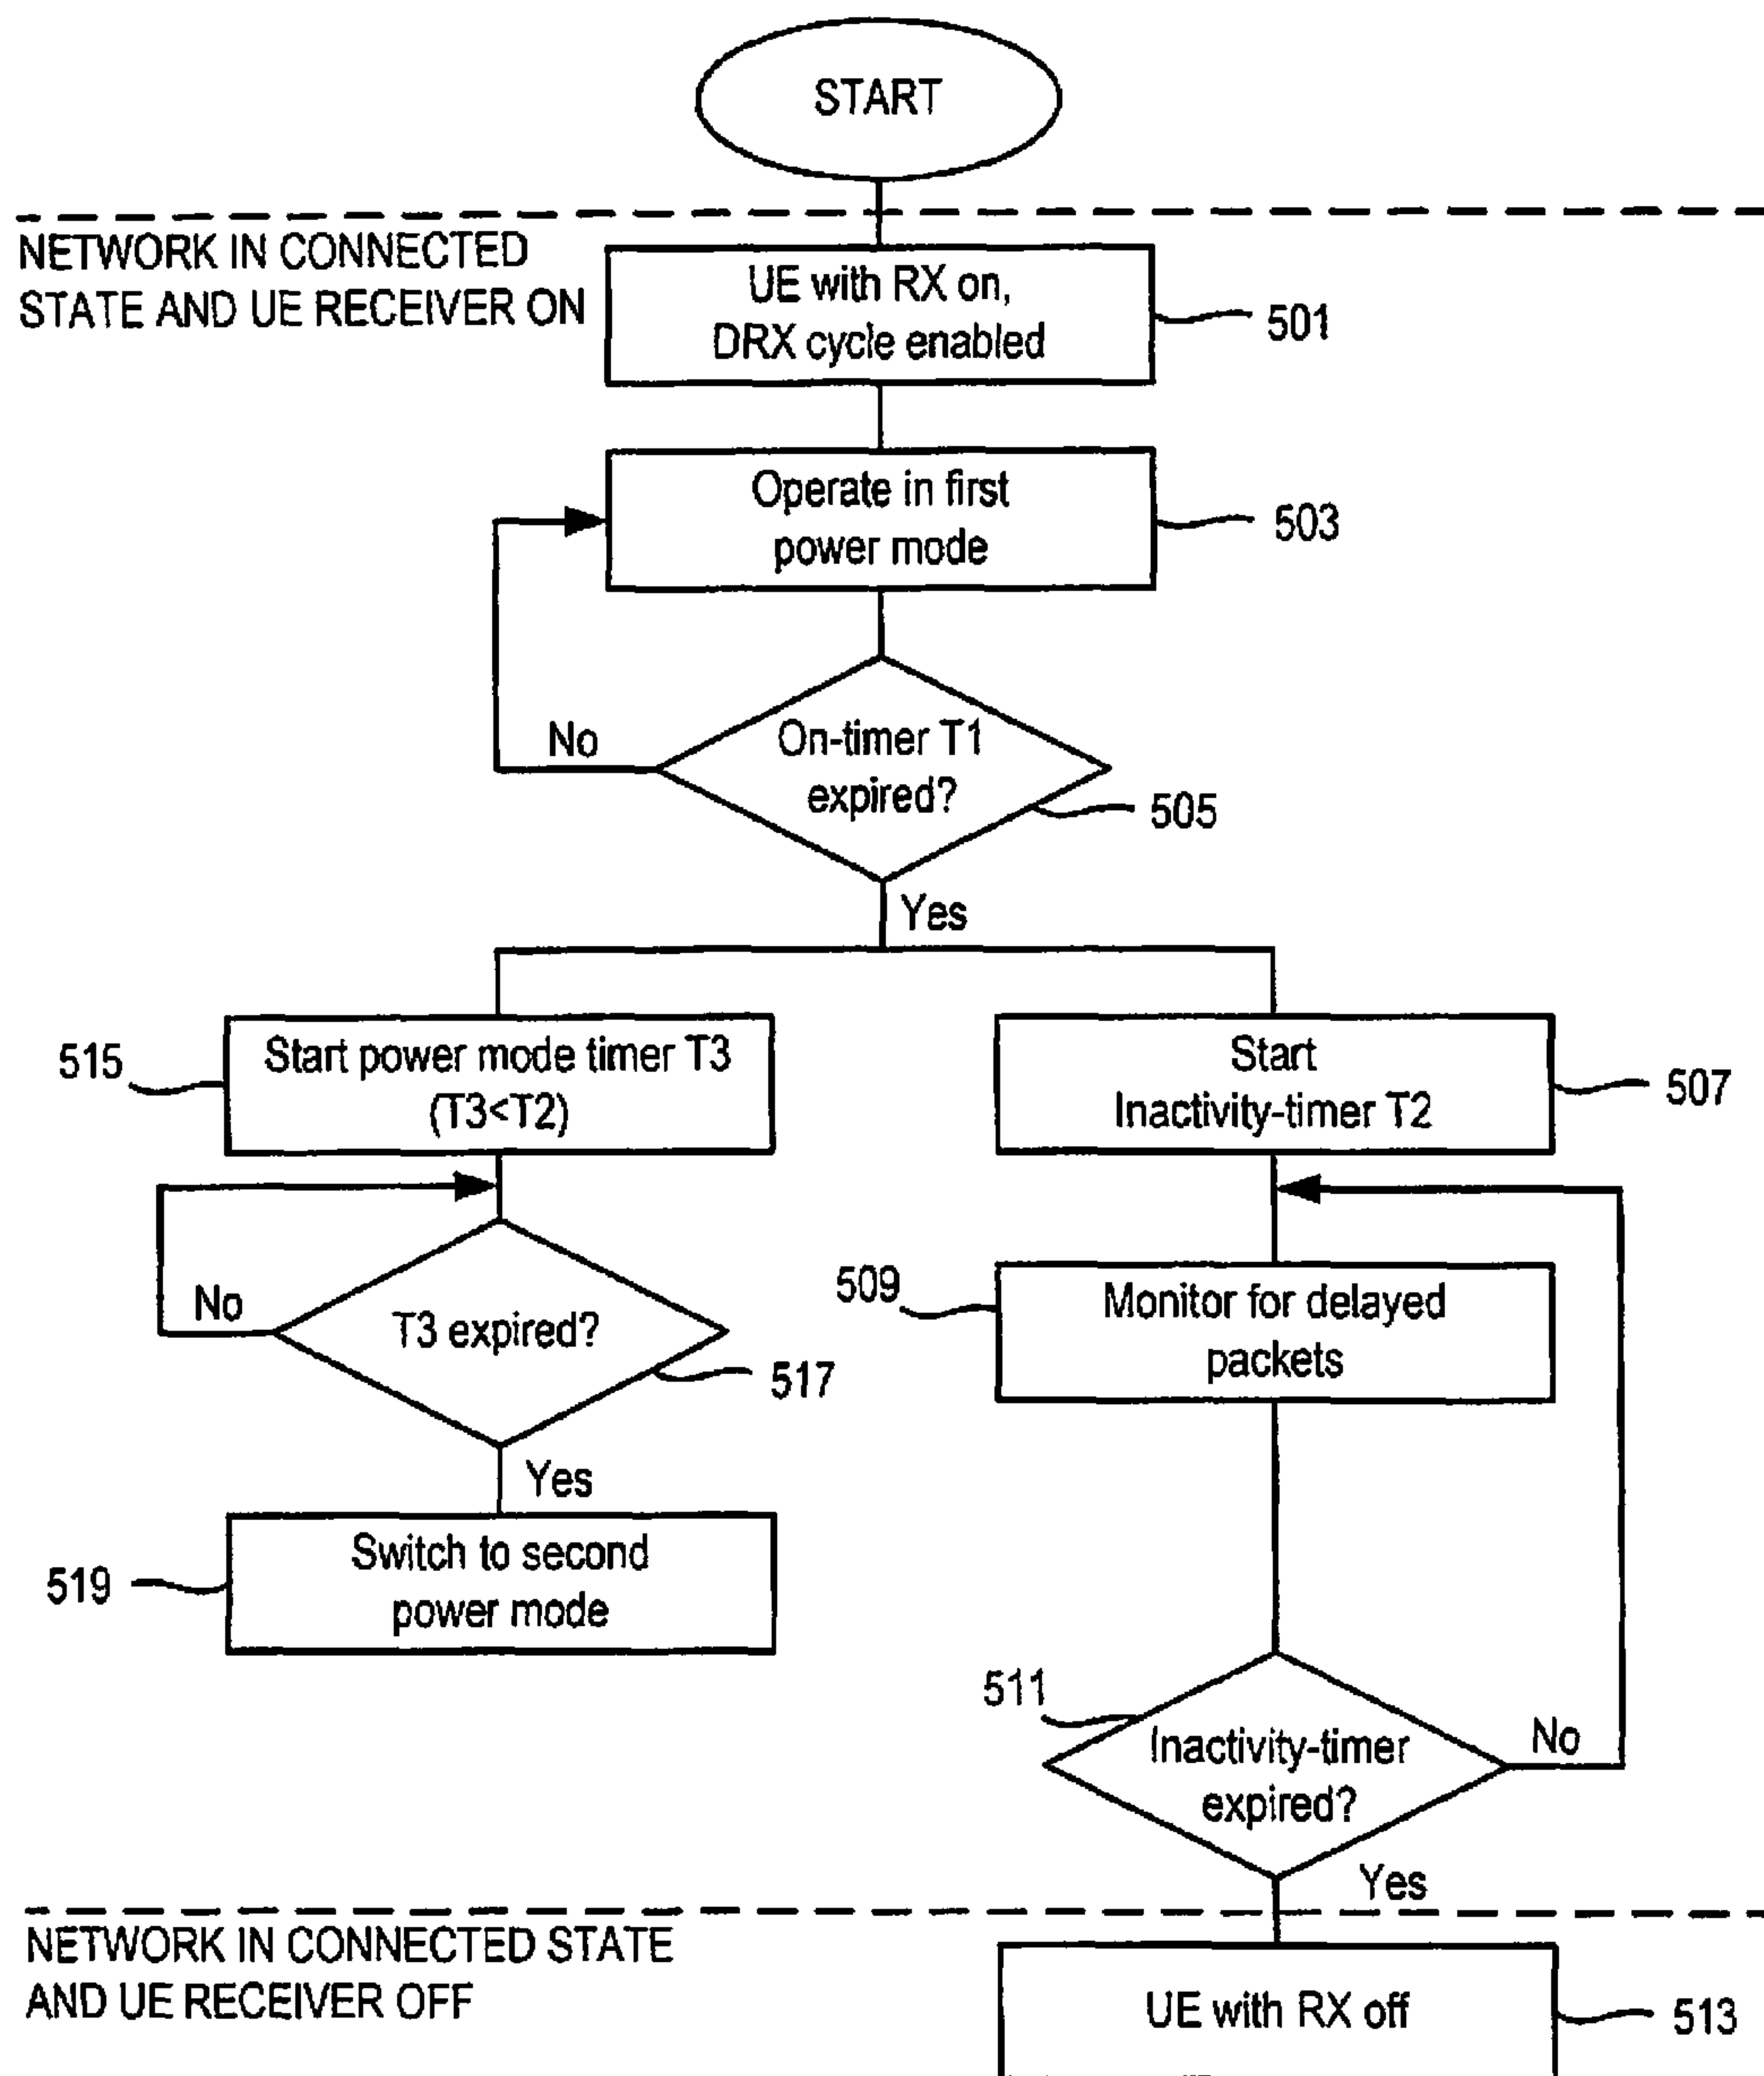 START
NETWORK IN CONNECTED
STATE AND UE RECEIVER ON
UE with RX on,
DRX cycle enabled
501
Operate in first
power mode
503
No
On-timer T1
expired?
505
Yes
515
Start power mode timer T3
(T3<T2)
Start
Inactivity-timer T2
507
No
T3 expired?
517
509
Monitor for delayed
packets
Yes
519
Switch to second
power mode
511
Inactivity-timer
expired?
No
Yes
NETWORK IN CONNECTED STATE
AND UE RECEIVER OFF
UE with RX off
513